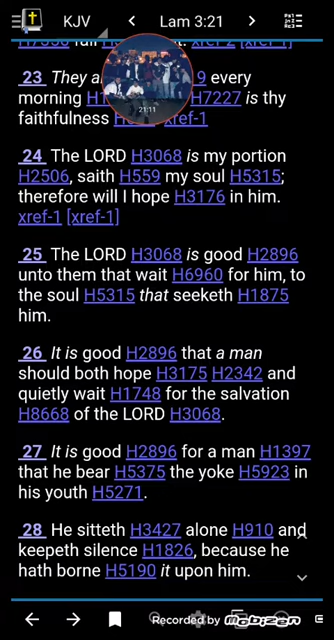 KJV
Lam 3:21
23 They a 9 every
morning H1 H7227 is thy
faithfulness xref-1
24 The LORD H3068 is my portion
H2506, saith H559 my soul H5315;
therefore will I hope H3176 in him.
xref-1 [xref-1]
25 The LORD H3068 is good H2896
unto them that wait H6960 for him, to
the soul H5315 that seeketh H1875
him.
26 It is good H2896 that a man
should both hope H3175 H2342 and
quietly wait H1748 for the salvation
H8668 of the LORD H3068.
27 It is good H2896 for a man H1397
that he bear H5375 the yoke H5923 in
his youth H5271.
28 He sitteth H3427 alone H910 and
keepeth silence H1826, because he
hath borne H5190 it upon him.
21:11
Recorded by mobizen